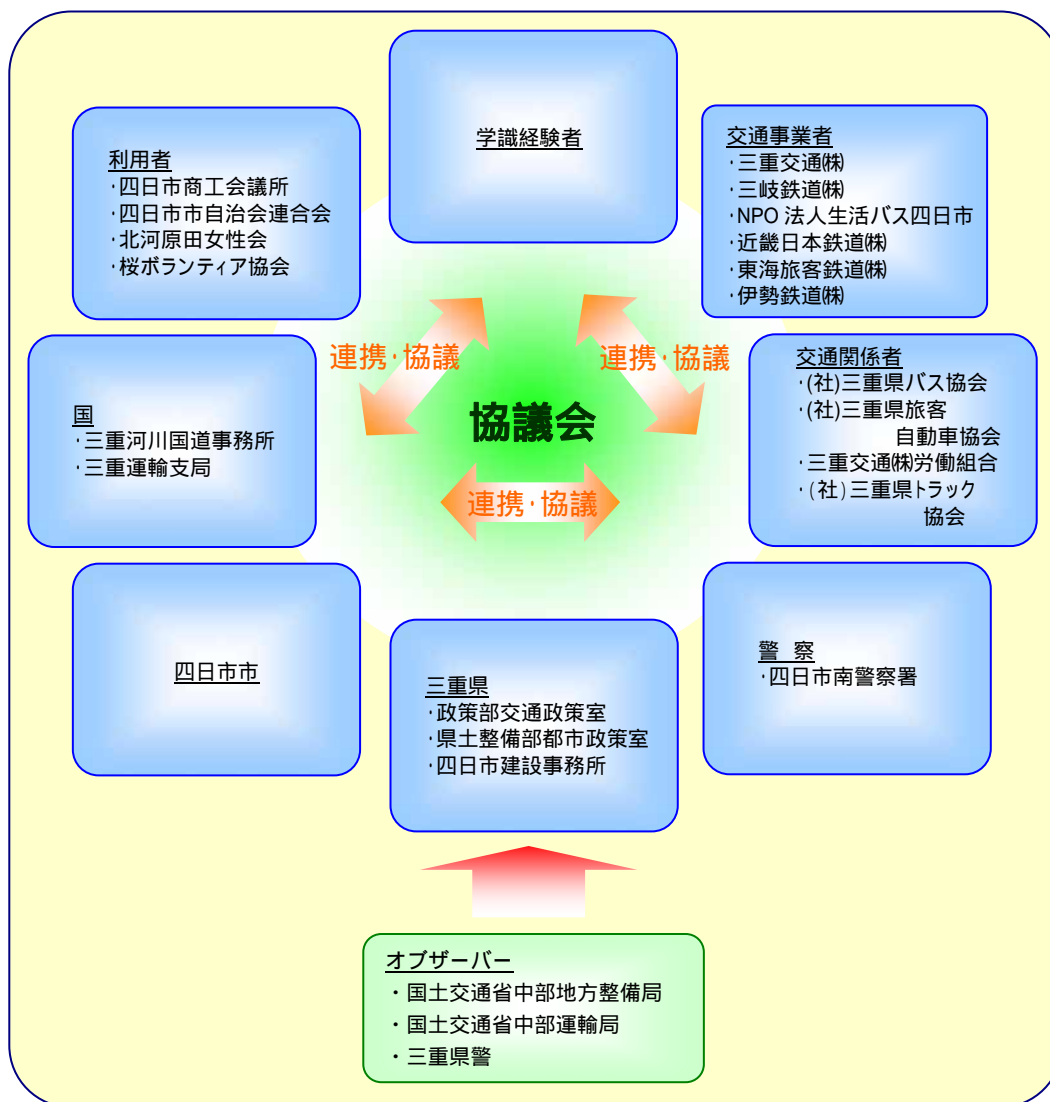 学識経験者
利用者
・四日市商工会議所
・四日市市自治会連合会
・北河原田女性会
・桜ボランティア協会
交通事業者
・三重交通㈱
・三岐鉄道㈱
・NPO 法人生活バス四日市
・近畿日本鉄道㈱
・東海旅客鉄道㈱
・伊勢鉄道㈱
国
・三重河川国道事務所
・三重運輸支局
連携・協議
連携・協議
協議会
連携・協議
交通関係者
・(社)三重県バス協会
・(社)三重県旅客
自動車協会
・三重交通㈱労働組合
・(社)三重県トラック
協会
四日市市
三重県
・政策部交通政策室
・県土整備部都市政策室
・四日市建設事務所
警 察
・四日市南警察署
オブザーバー
・国土交通省中部地方整備局
・国土交通省中部運輸局
・三重県警